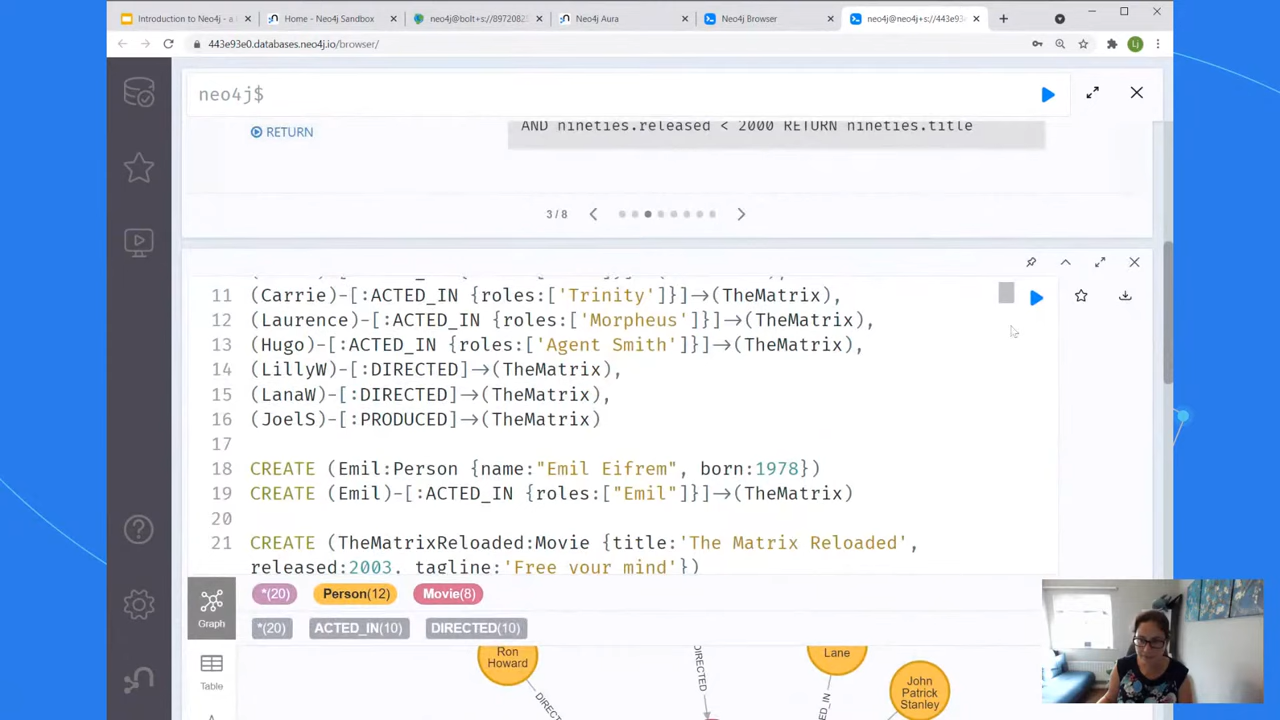 Introduction to Neo4j - a
Home - Neo4j Sandbox
neo4j@bolt+s://8972082
Neo4j Aura
Neo4j Browser
neo4j@neo4j+s://443e93
443e93e0.databases.neo4j.io/browser/
Lj
neo4j$
RETURN
AND nineties.released < 2000 RETURN nineties.title
3 / 8
11 (Carrie)-[:ACTED_IN {roles:['Trinity']}]->(TheMatrix),
12 (Laurence)-[:ACTED_IN {roles:['Morpheus']}]->(TheMatrix),
13 (Hugo)-[:ACTED_IN {roles:['Agent Smith']}]->(TheMatrix),
14 (LillyW)-[:DIRECTED]->(TheMatrix),
15 (LanaW)-[:DIRECTED]->(TheMatrix),
16 (JoelS)-[:PRODUCED]->(TheMatrix)
17
18 CREATE (Emil:Person {name:"Emil Eifrem", born:1978})
19 CREATE (Emil)-[:ACTED_IN {roles:["Emil"]}]->(TheMatrix)
20
21 CREATE (TheMatrixReloaded:Movie {title:'The Matrix Reloaded',
released:2003, tagline:'Free your mind'})
Graph
*(20) Person(12) Movie(8)
*(20) ACTED_IN(10) DIRECTED(10)
Table
Ron
Howard
DIRECTED
Lane
ACTED_IN
John
Patrick
Stanley